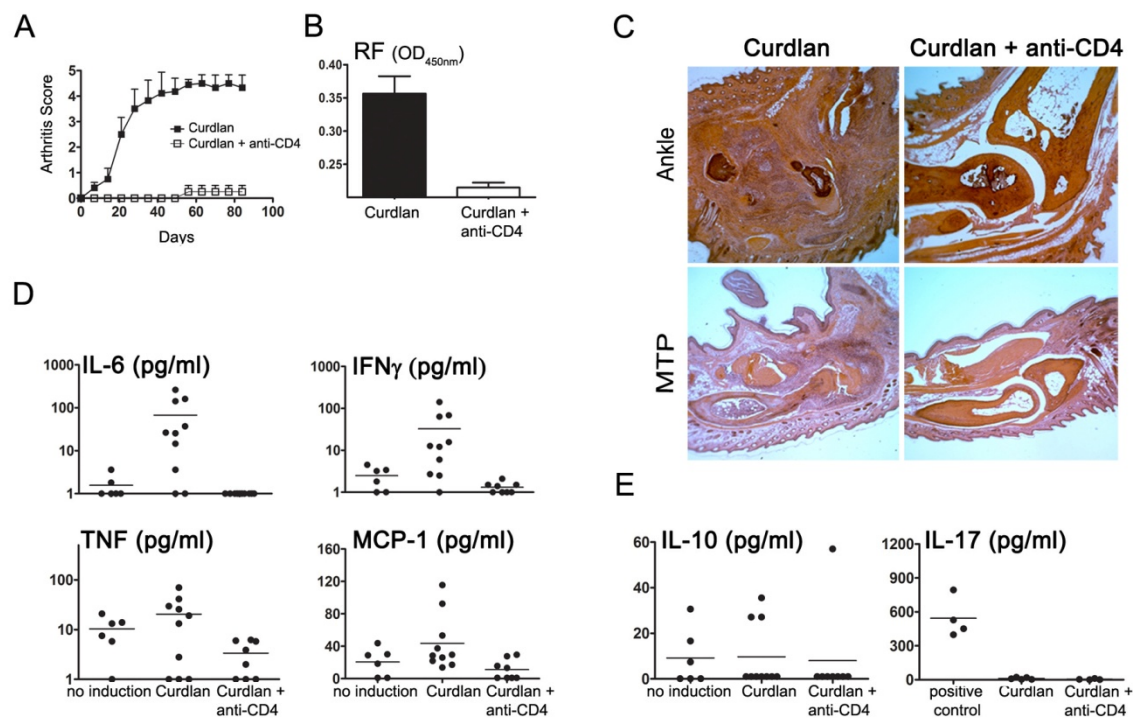 A
Arthritis Score
5
4
3
2
1
0
0 20 40 60 80 100
Days
Curdlan
Curdlan + anti-CD4
B
RF (OD450nm)
0.40
0.35
0.30
0.25
Curdlan
Curdlan +
anti-CD4
C
Curdlan
Curdlan + anti-CD4
Ankle
MTP
D
IL-6 (pg/ml)
1000
100
10
1
IFNγ (pg/ml)
1000
100
10
1
TNF (pg/ml)
100
10
1
no induction Curdlan Curdlan +
anti-CD4
MCP-1 (pg/ml)
160
120
80
40
0
no induction Curdlan Curdlan +
anti-CD4
E
IL-10 (pg/ml)
60
40
20
0
no induction Curdlan Curdlan +
anti-CD4
IL-17 (pg/ml)
1200
900
600
300
0
positive Curdlan Curdlan +
control anti-CD4